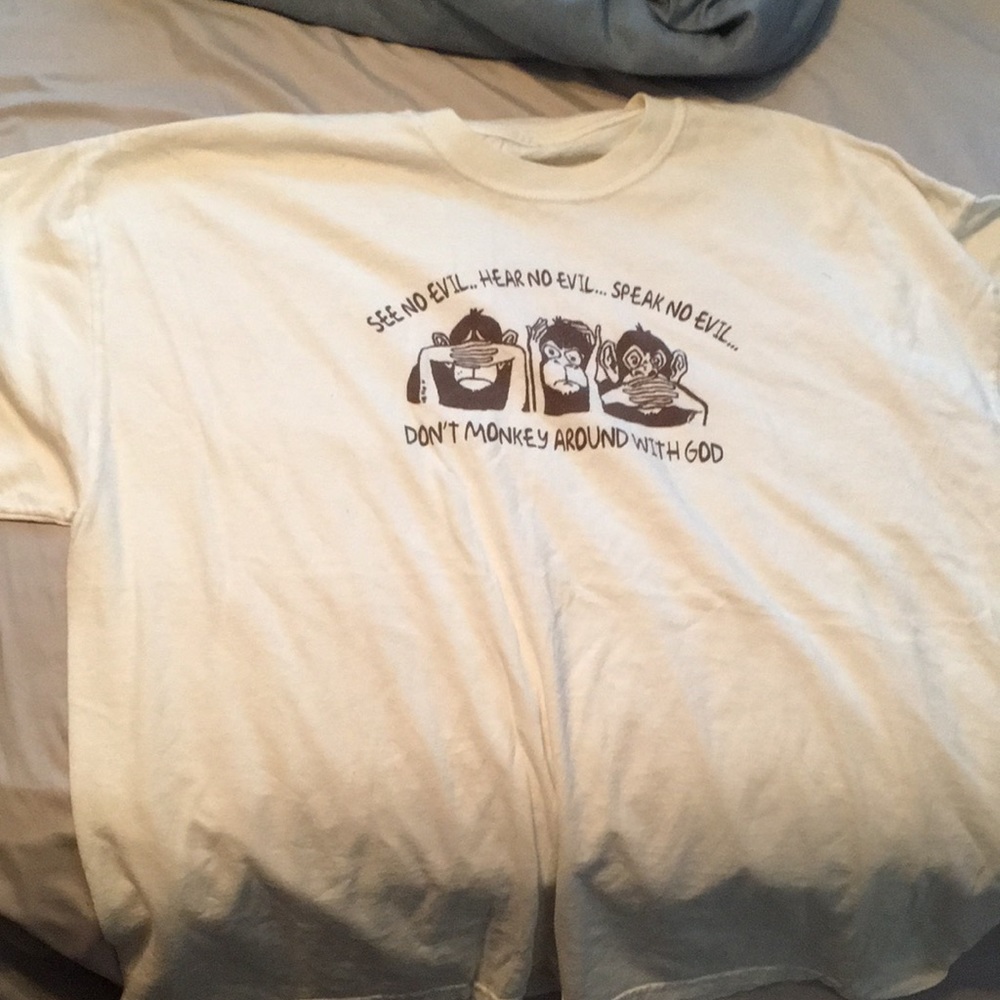 SEE NO EVIL.. HEAR NO EVIL... SPEAK NO EVIL...
DON'T MONKEY AROUND WITH GOD